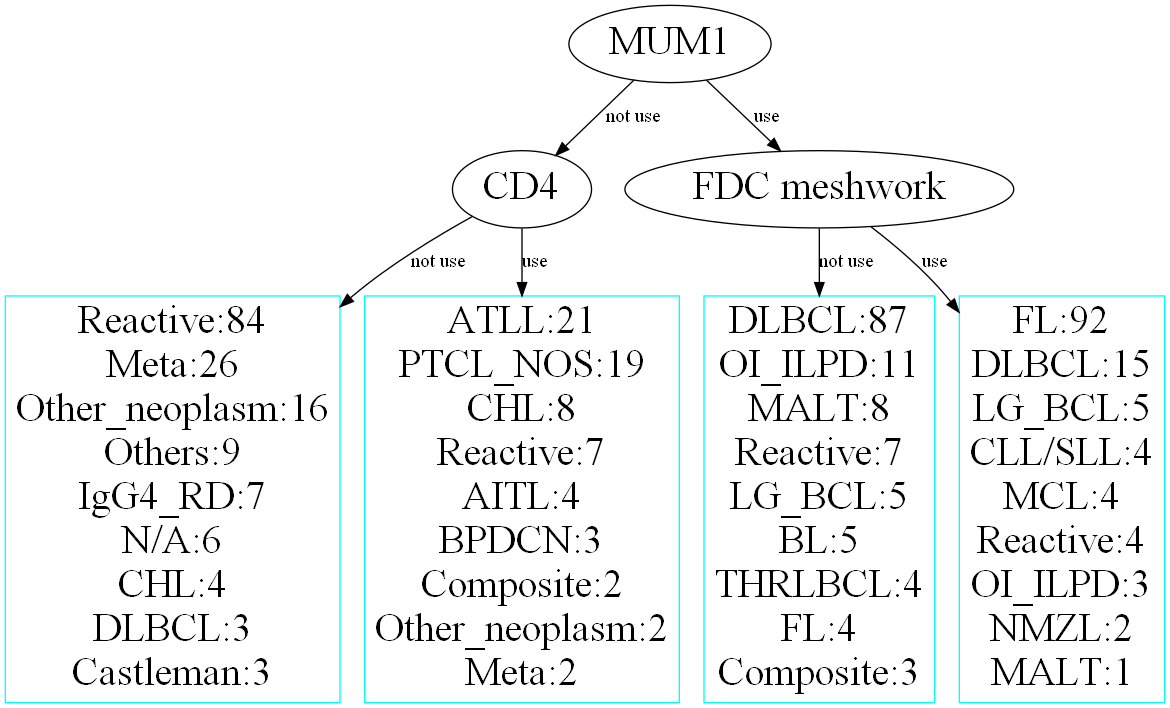 MUM1
not use
use
CD4
FDC meshwork
not use
use
not use
use
Reactive:84
Meta:26
Other_neoplasm:16
Others:9
IgG4_RD:7
N/A:6
CHL:4
DLBCL:3
Castleman:3
ATLL:21
PTCL_NOS:19
CHL:8
Reactive:7
AITL:4
BPDCN:3
Composite:2
Other_neoplasm:2
Meta:2
DLBCL:87
OI_ILPD:11
MALT:8
Reactive:7
LG_BCL:5
BL:5
THRLBCL:4
FL:4
Composite:3
FL:92
DLBCL:15
LG_BCL:5
CLL/SLL:4
MCL:4
Reactive:4
OI_ILPD:3
NMZL:2
MALT:1